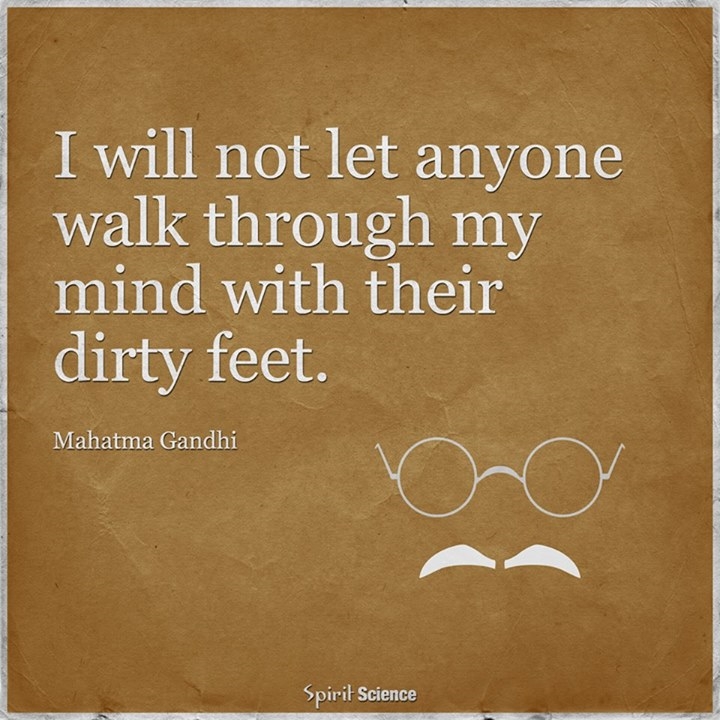 I will not let anyone
walk through my
mind with their
dirty feet.
Mahatma Gandhi
Spirit Science